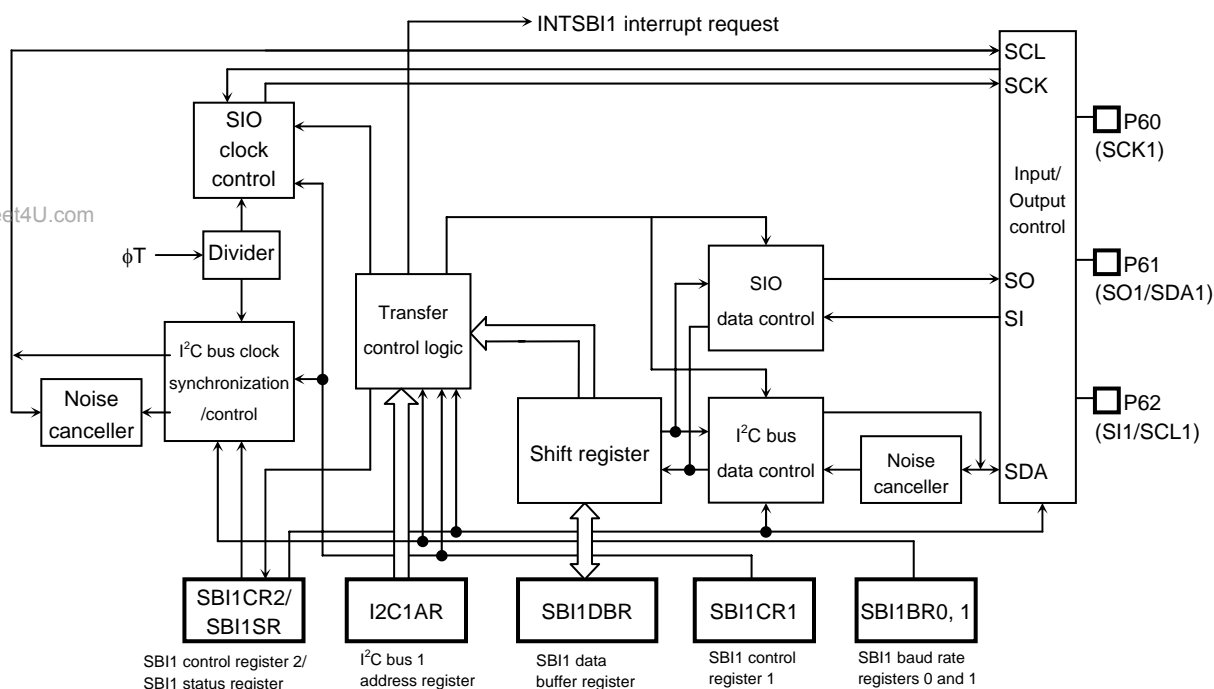 INTSBI1 interrupt request
SCL
SCK
SIO
clock
control
P60
(SCK1)
Input/
Output
control
et4U.com
φT
Divider
SIO
data control
SO
SI
P61
(SO1/SDA1)
Transfer
control logic
I²C bus clock
synchronization
/control
Noise
canceller
Shift register
I²C bus
data control
Noise
canceller
SDA
P62
(SI1/SCL1)
SBI1CR2/
SBI1SR
I2C1AR
SBI1DBR
SBI1CR1
SBI1BR0, 1
SBI1 control register 2/
SBI1 status register
I²C bus 1
address register
SBI1 data
buffer register
SBI1 control
register 1
SBI1 baud rate
registers 0 and 1